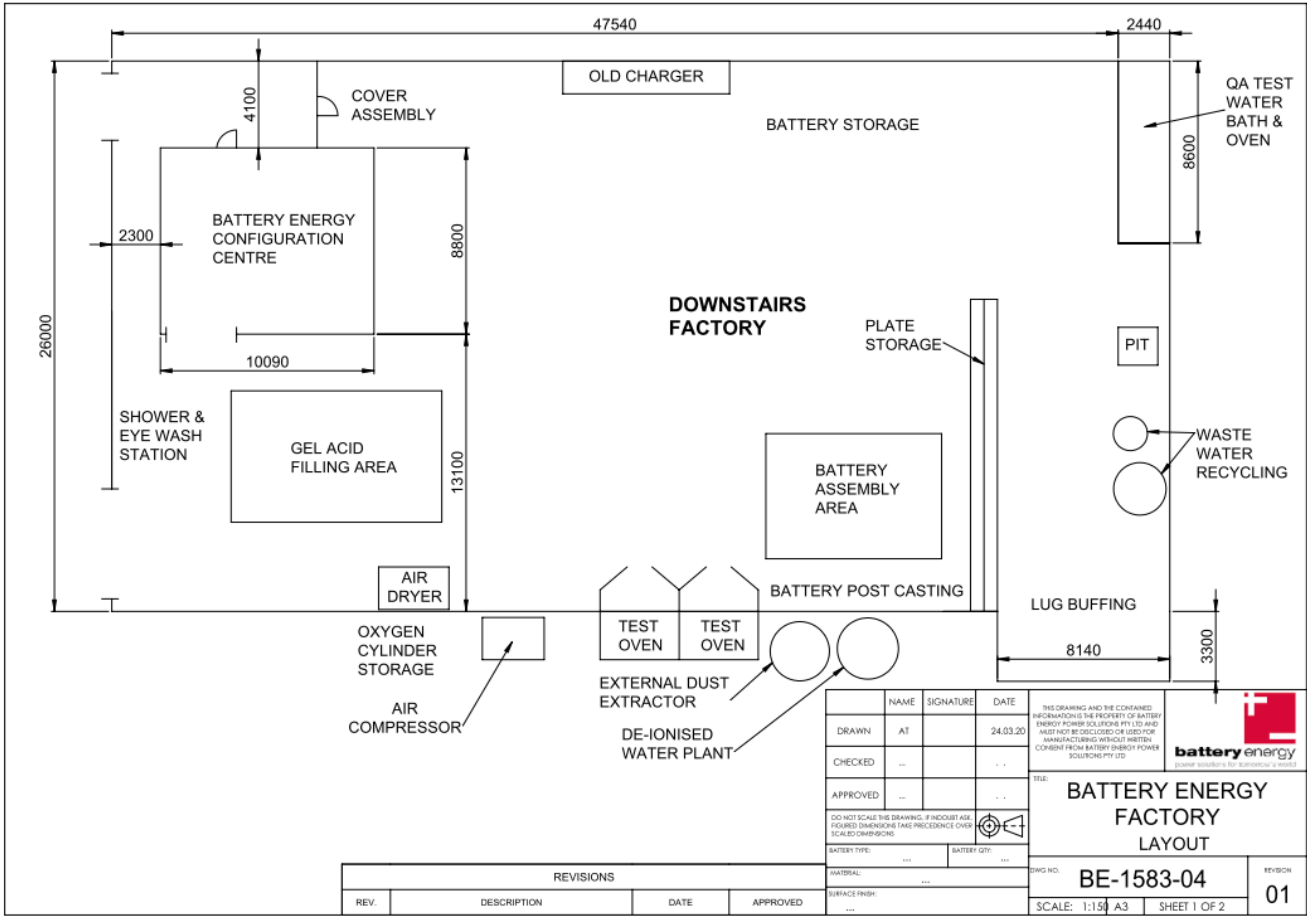 47540
2440
OLD CHARGER
COVER
ASSEMBLY
4100
BATTERY STORAGE
QA TEST
WATER
BATH &
OVEN
8600
BATTERY ENERGY
CONFIGURATION
CENTRE
2300
8800
26000
DOWNSTAIRS
FACTORY
PLATE
STORAGE
PIT
10090
SHOWER &
EYE WASH
STATION
GEL ACID
FILLING AREA
13100
BATTERY
ASSEMBLY
AREA
WASTE
WATER
RECYCLING
AIR
DRYER
BATTERY POST CASTING
LUG BUFFING
OXYGEN
CYLINDER
STORAGE
TEST
OVEN
TEST
OVEN
8140
3300
EXTERNAL DUST
EXTRACTOR
AIR
COMPRESSOR
DE-IONISED
WATER PLANT
NAME SIGNATURE DATE
DRAWN AT 24.03.20
CHECKED ... . .
APPROVED ... . .
THIS DRAWING AND THE CONTAINED
INFORMATION IS THE PROPERTY OF BATTERY
ENERGY POWER SOLUTIONS PTY LTD AND
MUST NOT BE DISCLOSED OR USED FOR
MANUFACTURING WITHOUT WRITTEN
CONSENT FROM BATTERY ENERGY POWER
SOLUTIONS PTY LTD
battery energy
power solutions for tomorrow's world
DO NOT SCALE THIS DRAWING. IF INDOUBT ASK.
FIGURED DIMENSIONS TAKE PRECEDENCE OVER
SCALED DIMENSIONS
TITLE:
BATTERY ENERGY
FACTORY
LAYOUT
BATTERY TYPE: ...
BATTERY QTY: ...
MATERIAL: ...
SURFACE FINISH: ...
DWG NO. BE-1583-04
REVISION
01
SCALE: 1:150 A3 SHEET 1 OF 2
REVISIONS
REV. DESCRIPTION DATE APPROVED